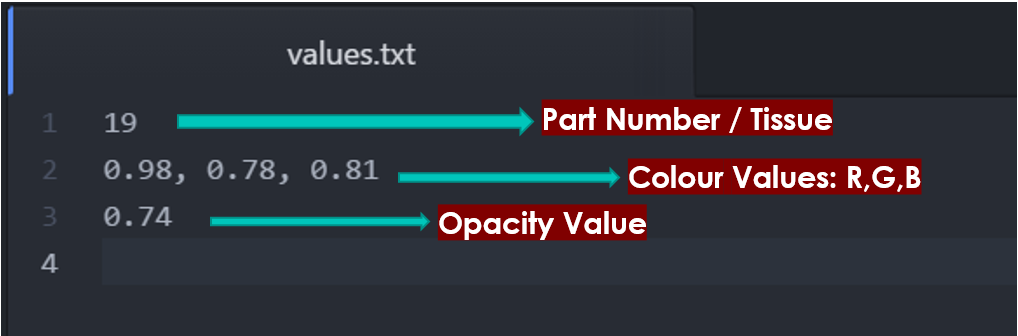 values.txt
1 19 Part Number / Tissue
2 0.98, 0.78, 0.81 Colour Values: R,G,B
3 0.74 Opacity Value
4